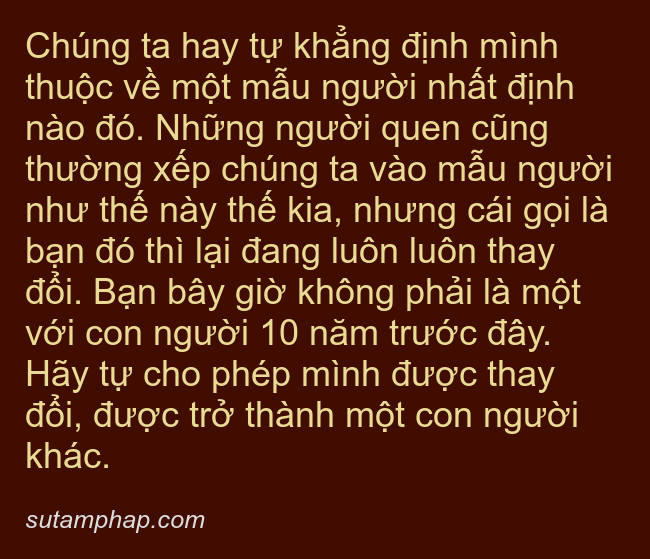 Chúng ta hay tự khẳng định mình
thuộc về một mẫu người nhất định
nào đó. Những người quen cũng
thường xếp chúng ta vào mẫu người
như thế này thế kia, nhưng cái gọi là
bạn đó thì lại đang luôn luôn thay
đổi. Bạn bây giờ không phải là một
với con người 10 năm trước đây.
Hãy tự cho phép mình được thay
đổi, được trở thành một con người
khác.
sutamphap.com